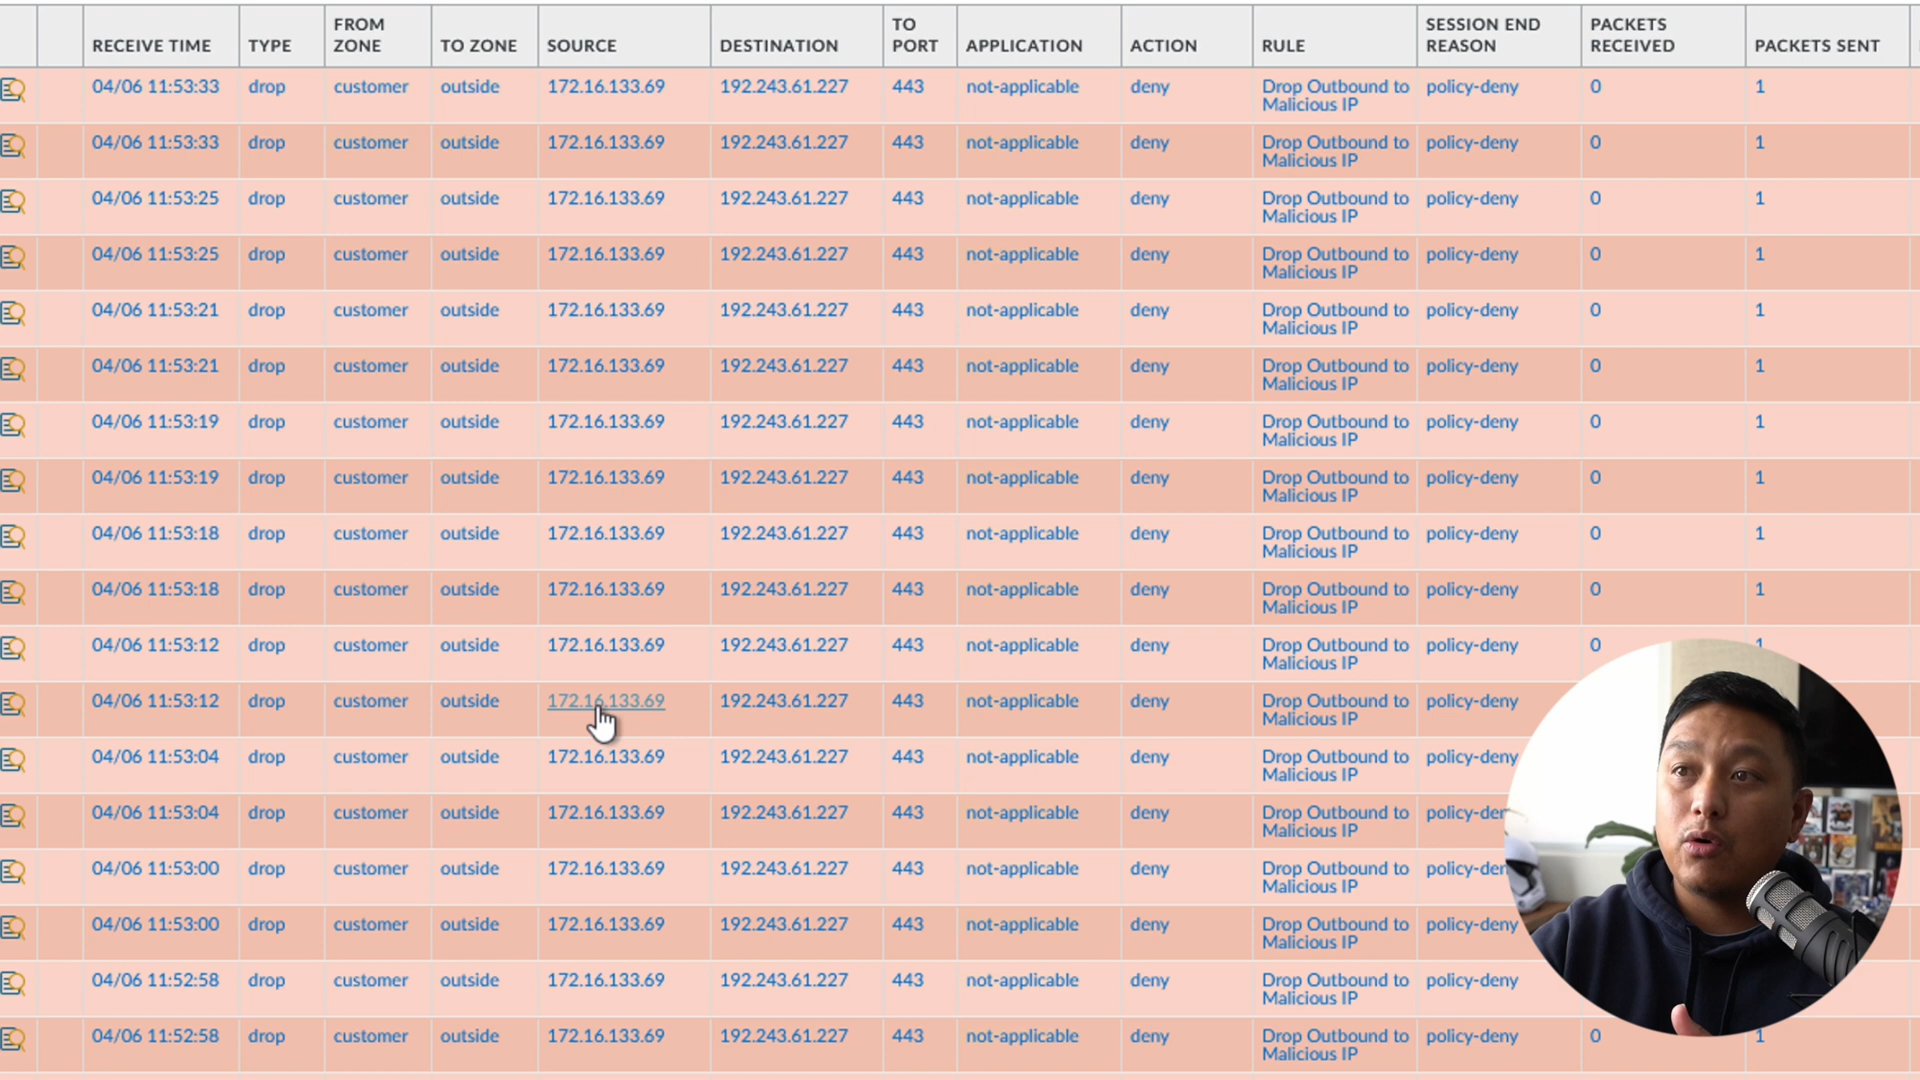 RECEIVE TIME TYPE FROM ZONE TO ZONE SOURCE DESTINATION TO PORT APPLICATION ACTION RULE SESSION END REASON PACKETS RECEIVED PACKETS SENT
04/06 11:53:33 drop customer outside 172.16.133.69 192.243.61.227 443 not-applicable deny Drop Outbound to Malicious IP policy-deny 0 1
04/06 11:53:33 drop customer outside 172.16.133.69 192.243.61.227 443 not-applicable deny Drop Outbound to Malicious IP policy-deny 0 1
04/06 11:53:25 drop customer outside 172.16.133.69 192.243.61.227 443 not-applicable deny Drop Outbound to Malicious IP policy-deny 0 1
04/06 11:53:25 drop customer outside 172.16.133.69 192.243.61.227 443 not-applicable deny Drop Outbound to Malicious IP policy-deny 0 1
04/06 11:53:21 drop customer outside 172.16.133.69 192.243.61.227 443 not-applicable deny Drop Outbound to Malicious IP policy-deny 0 1
04/06 11:53:21 drop customer outside 172.16.133.69 192.243.61.227 443 not-applicable deny Drop Outbound to Malicious IP policy-deny 0 1
04/06 11:53:19 drop customer outside 172.16.133.69 192.243.61.227 443 not-applicable deny Drop Outbound to Malicious IP policy-deny 0 1
04/06 11:53:19 drop customer outside 172.16.133.69 192.243.61.227 443 not-applicable deny Drop Outbound to Malicious IP policy-deny 0 1
04/06 11:53:18 drop customer outside 172.16.133.69 192.243.61.227 443 not-applicable deny Drop Outbound to Malicious IP policy-deny 0 1
04/06 11:53:18 drop customer outside 172.16.133.69 192.243.61.227 443 not-applicable deny Drop Outbound to Malicious IP policy-deny 0 1
04/06 11:53:12 drop customer outside 172.16.133.69 192.243.61.227 443 not-applicable deny Drop Outbound to Malicious IP policy-deny 0 1
04/06 11:53:12 drop customer outside 172.16.133.69 192.243.61.227 443 not-applicable deny Drop Outbound to Malicious IP policy-deny
04/06 11:53:04 drop customer outside 172.16.133.69 192.243.61.227 443 not-applicable deny Drop Outbound to Malicious IP policy-deny
04/06 11:53:04 drop customer outside 172.16.133.69 192.243.61.227 443 not-applicable deny Drop Outbound to Malicious IP
04/06 11:53:00 drop customer outside 172.16.133.69 192.243.61.227 443 not-applicable deny Drop Outbound to Malicious IP
04/06 11:53:00 drop customer outside 172.16.133.69 192.243.61.227 443 not-applicable deny Drop Outbound to Malicious IP policy-deny
04/06 11:52:58 drop customer outside 172.16.133.69 192.243.61.227 443 not-applicable deny Drop Outbound to Malicious IP policy-deny
04/06 11:52:58 drop customer outside 172.16.133.69 192.243.61.227 443 not-applicable deny Drop Outbound to Malicious IP policy-deny 0 1